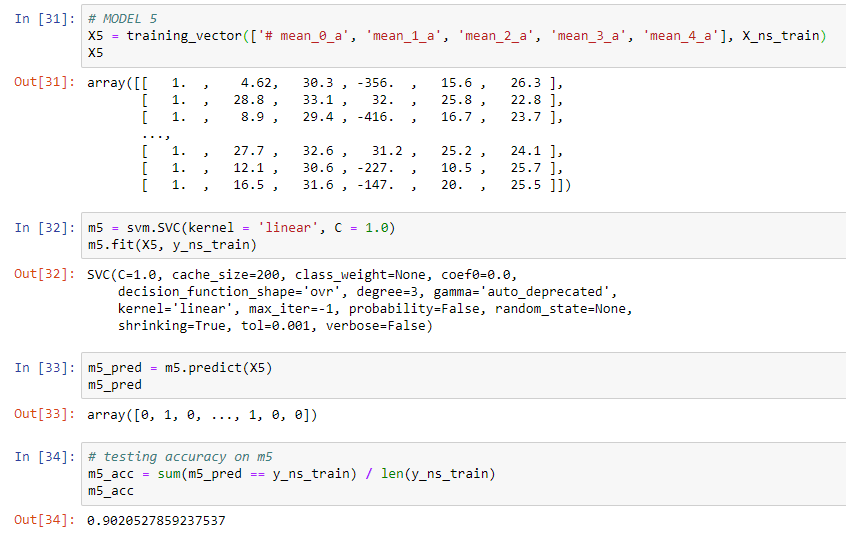 In [31]: # MODEL 5
X5 = training_vector(['# mean_0_a', 'mean_1_a', 'mean_2_a', 'mean_3_a', 'mean_4_a'], X_ns_train)
X5
Out[31]: array([[   1.  ,    4.62,   30.3 , -356.  ,   15.6 ,   26.3 ],
[   1.  ,   28.8 ,   33.1 ,   32.  ,   25.8 ,   22.8 ],
[   1.  ,    8.9 ,   29.4 , -416.  ,   16.7 ,   23.7 ],
...,
[   1.  ,   27.7 ,   32.6 ,   31.2 ,   25.2 ,   24.1 ],
[   1.  ,   12.1 ,   30.6 , -227.  ,   10.5 ,   25.7 ],
[   1.  ,   16.5 ,   31.6 , -147.  ,   20.  ,   25.5 ]])
In [32]: m5 = svm.SVC(kernel = 'linear', C = 1.0)
m5.fit(X5, y_ns_train)
Out[32]: SVC(C=1.0, cache_size=200, class_weight=None, coef0=0.0,
decision_function_shape='ovr', degree=3, gamma='auto_deprecated',
kernel='linear', max_iter=-1, probability=False, random_state=None,
shrinking=True, tol=0.001, verbose=False)
In [33]: m5_pred = m5.predict(X5)
m5_pred
Out[33]: array([0, 1, 0, ..., 1, 0, 0])
In [34]: # testing accuracy on m5
m5_acc = sum(m5_pred == y_ns_train) / len(y_ns_train)
m5_acc
Out[34]: 0.9020527859237537